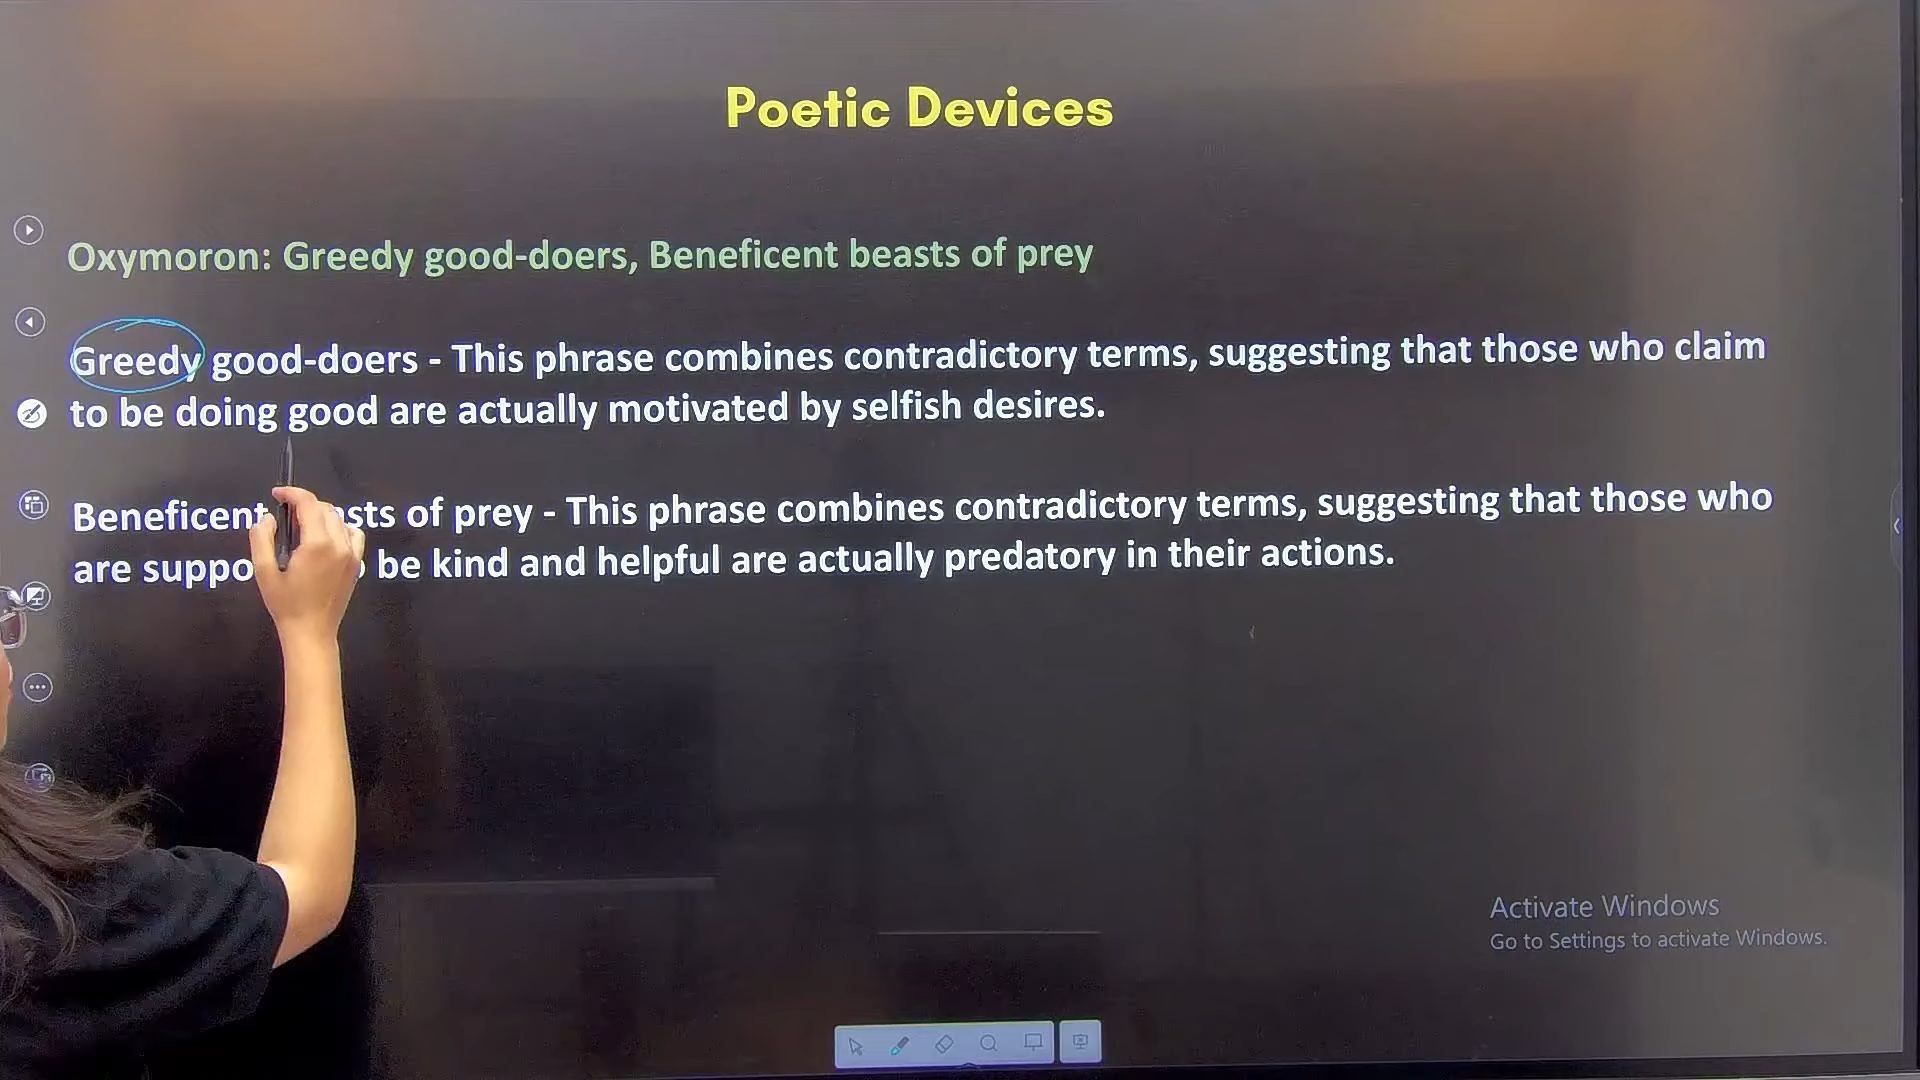 Poetic Devices
Oxymoron: Greedy good-doers, Beneficent beasts of prey
Greedy good-doers - This phrase combines contradictory terms, suggesting that those who claim
to be doing good are actually motivated by selfish desires.
Beneficent of prey - This phrase combines contradictory terms, suggesting that those who
are be kind and helpful are actually predatory in their actions.
Activate Windows
Go to Settings to activate Windows.